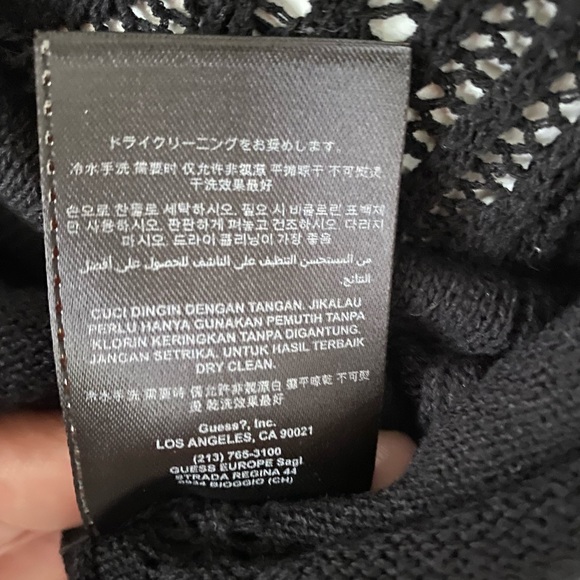 ドライクリーニングをお奨めします。
冷水手洗 需要时 仅允许非氯漂 平摊晾干 不可熨烫
干洗效果最好
손으로 찬물로 세탁하시오. 필요 시 비클로린 표백제
만 사용하시오. 판판하게 펴놓고 건조하시오. 다리지
마시오. 드라이 클리닝이 가장 좋음
من المستحسن التنظيف على الناشف للحصول على أفضل
النتائج.
CUCI DINGIN DENGAN TANGAN. JIKALAU
PERLU HANYA GUNAKAN PEMUTIH TANPA
KLORIN KERINGKAN TANPA DIGANTUNG.
JANGAN SETRIKA. UNTUK HASIL TERBAIK
DRY CLEAN.
冷水手洗 需要時 僅允許非氯漂白 攤平晾乾 不可熨
燙 乾洗效果最好
Guess?, Inc.
LOS ANGELES, CA 90021
(213) 765-3100
GUESS EUROPE Sagl
STRADA REGINA 44
6934 BIOGGIO (CH)